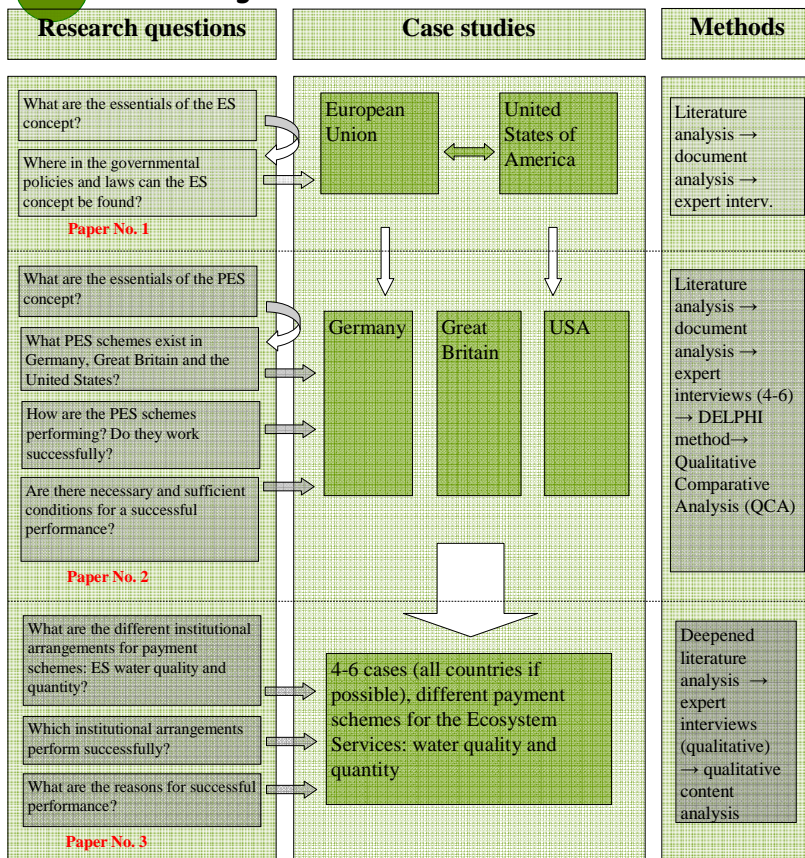 Research questions
Case studies
Methods
What are the essentials of the ES
concept?
Where in the governmental
policies and laws can the ES
concept be found?
Paper No. 1
European
Union
United
States of
America
Literature
analysis →
document
analysis →
expert interv.
What are the essentials of the PES
concept?
What PES schemes exist in
Germany, Great Britain and the
United States?
How are the PES schemes
performing? Do they work
successfully?
Are there necessary and sufficient
conditions for a successful
performance?
Paper No. 2
Germany
Great
Britain
USA
Literature
analysis →
document
analysis →
expert
interviews (4-6)
→ DELPHI
method→
Qualitative
Comparative
Analysis (QCA)
What are the different institutional
arrangements for payment
schemes: ES water quality and
quantity?
Which institutional arrangements
perform successfully?
What are the reasons for successful
performance?
Paper No. 3
4-6 cases (all countries if
possible), different payment
schemes for the Ecosystem
Services: water quality and
quantity
Deepened
literature
analysis →
expert
interviews
(qualitative)
→ qualitative
content
analysis